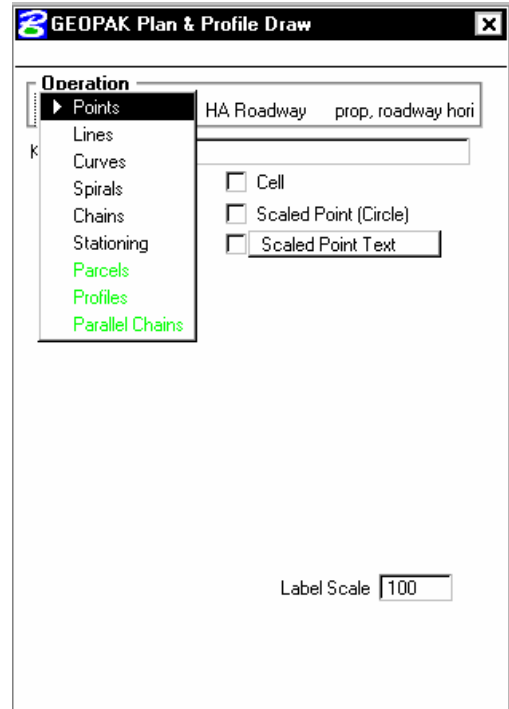 GEOPAK Plan & Profile Draw
Operation
Points
HA Roadway prop, roadway hori
K
Lines
Curves
Cell
Spirals
Chains
Scaled Point (Circle)
Stationing
Scaled Point Text
Parcels
Profiles
Parallel Chains
Label Scale 100